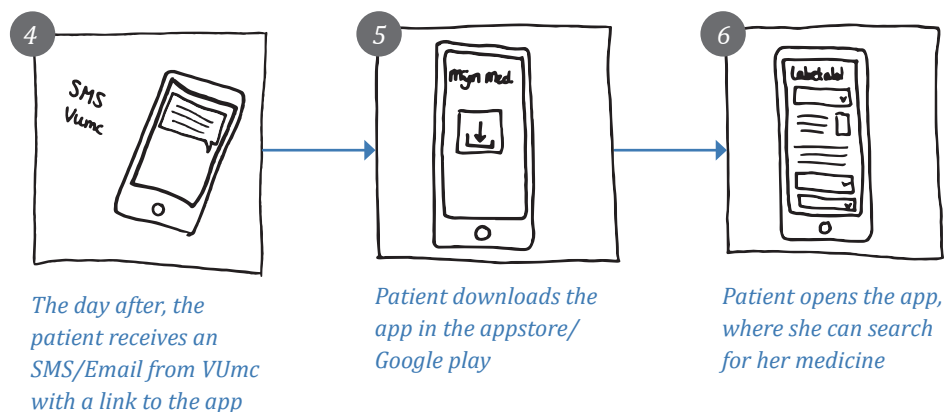 4
SMS
Vumc
The day after, the
patient receives an
SMS/Email from VUmc
with a link to the app
5
Mijn Med.
Patient downloads the
app in the appstore/
Google play
6
Labetalol
Patient opens the app,
where she can search
for her medicine